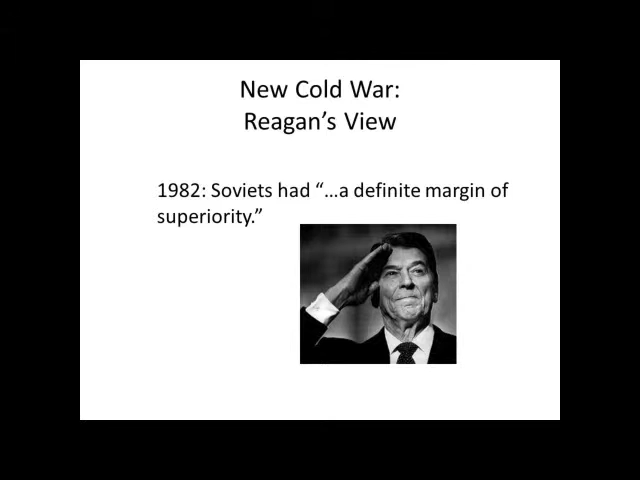 New Cold War:
Reagan’s View
1982: Soviets had “…a definite margin of
superiority.”